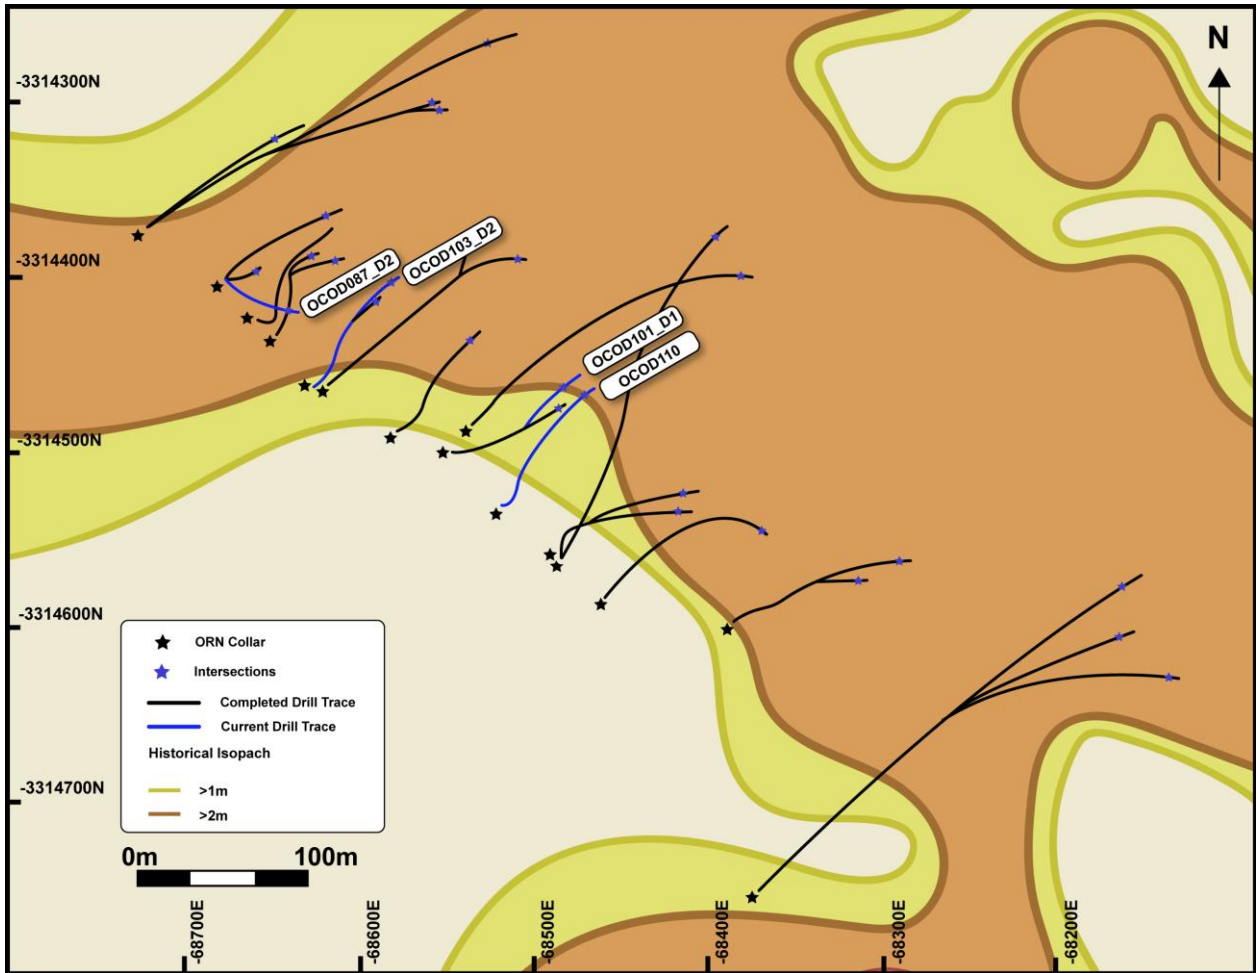 N
-3314300N
-3314400N
-3314500N
-3314600N
-3314700N
OCOD087_D2
OCOD103_D2
OCOD101_D1
OCOD110
ORN Collar
Intersections
Completed Drill Trace
Current Drill Trace
Historical Isopach
>1m
>2m
0m 100m
-68700E
-68600E
-68500E
-68400E
-68300E
-68200E